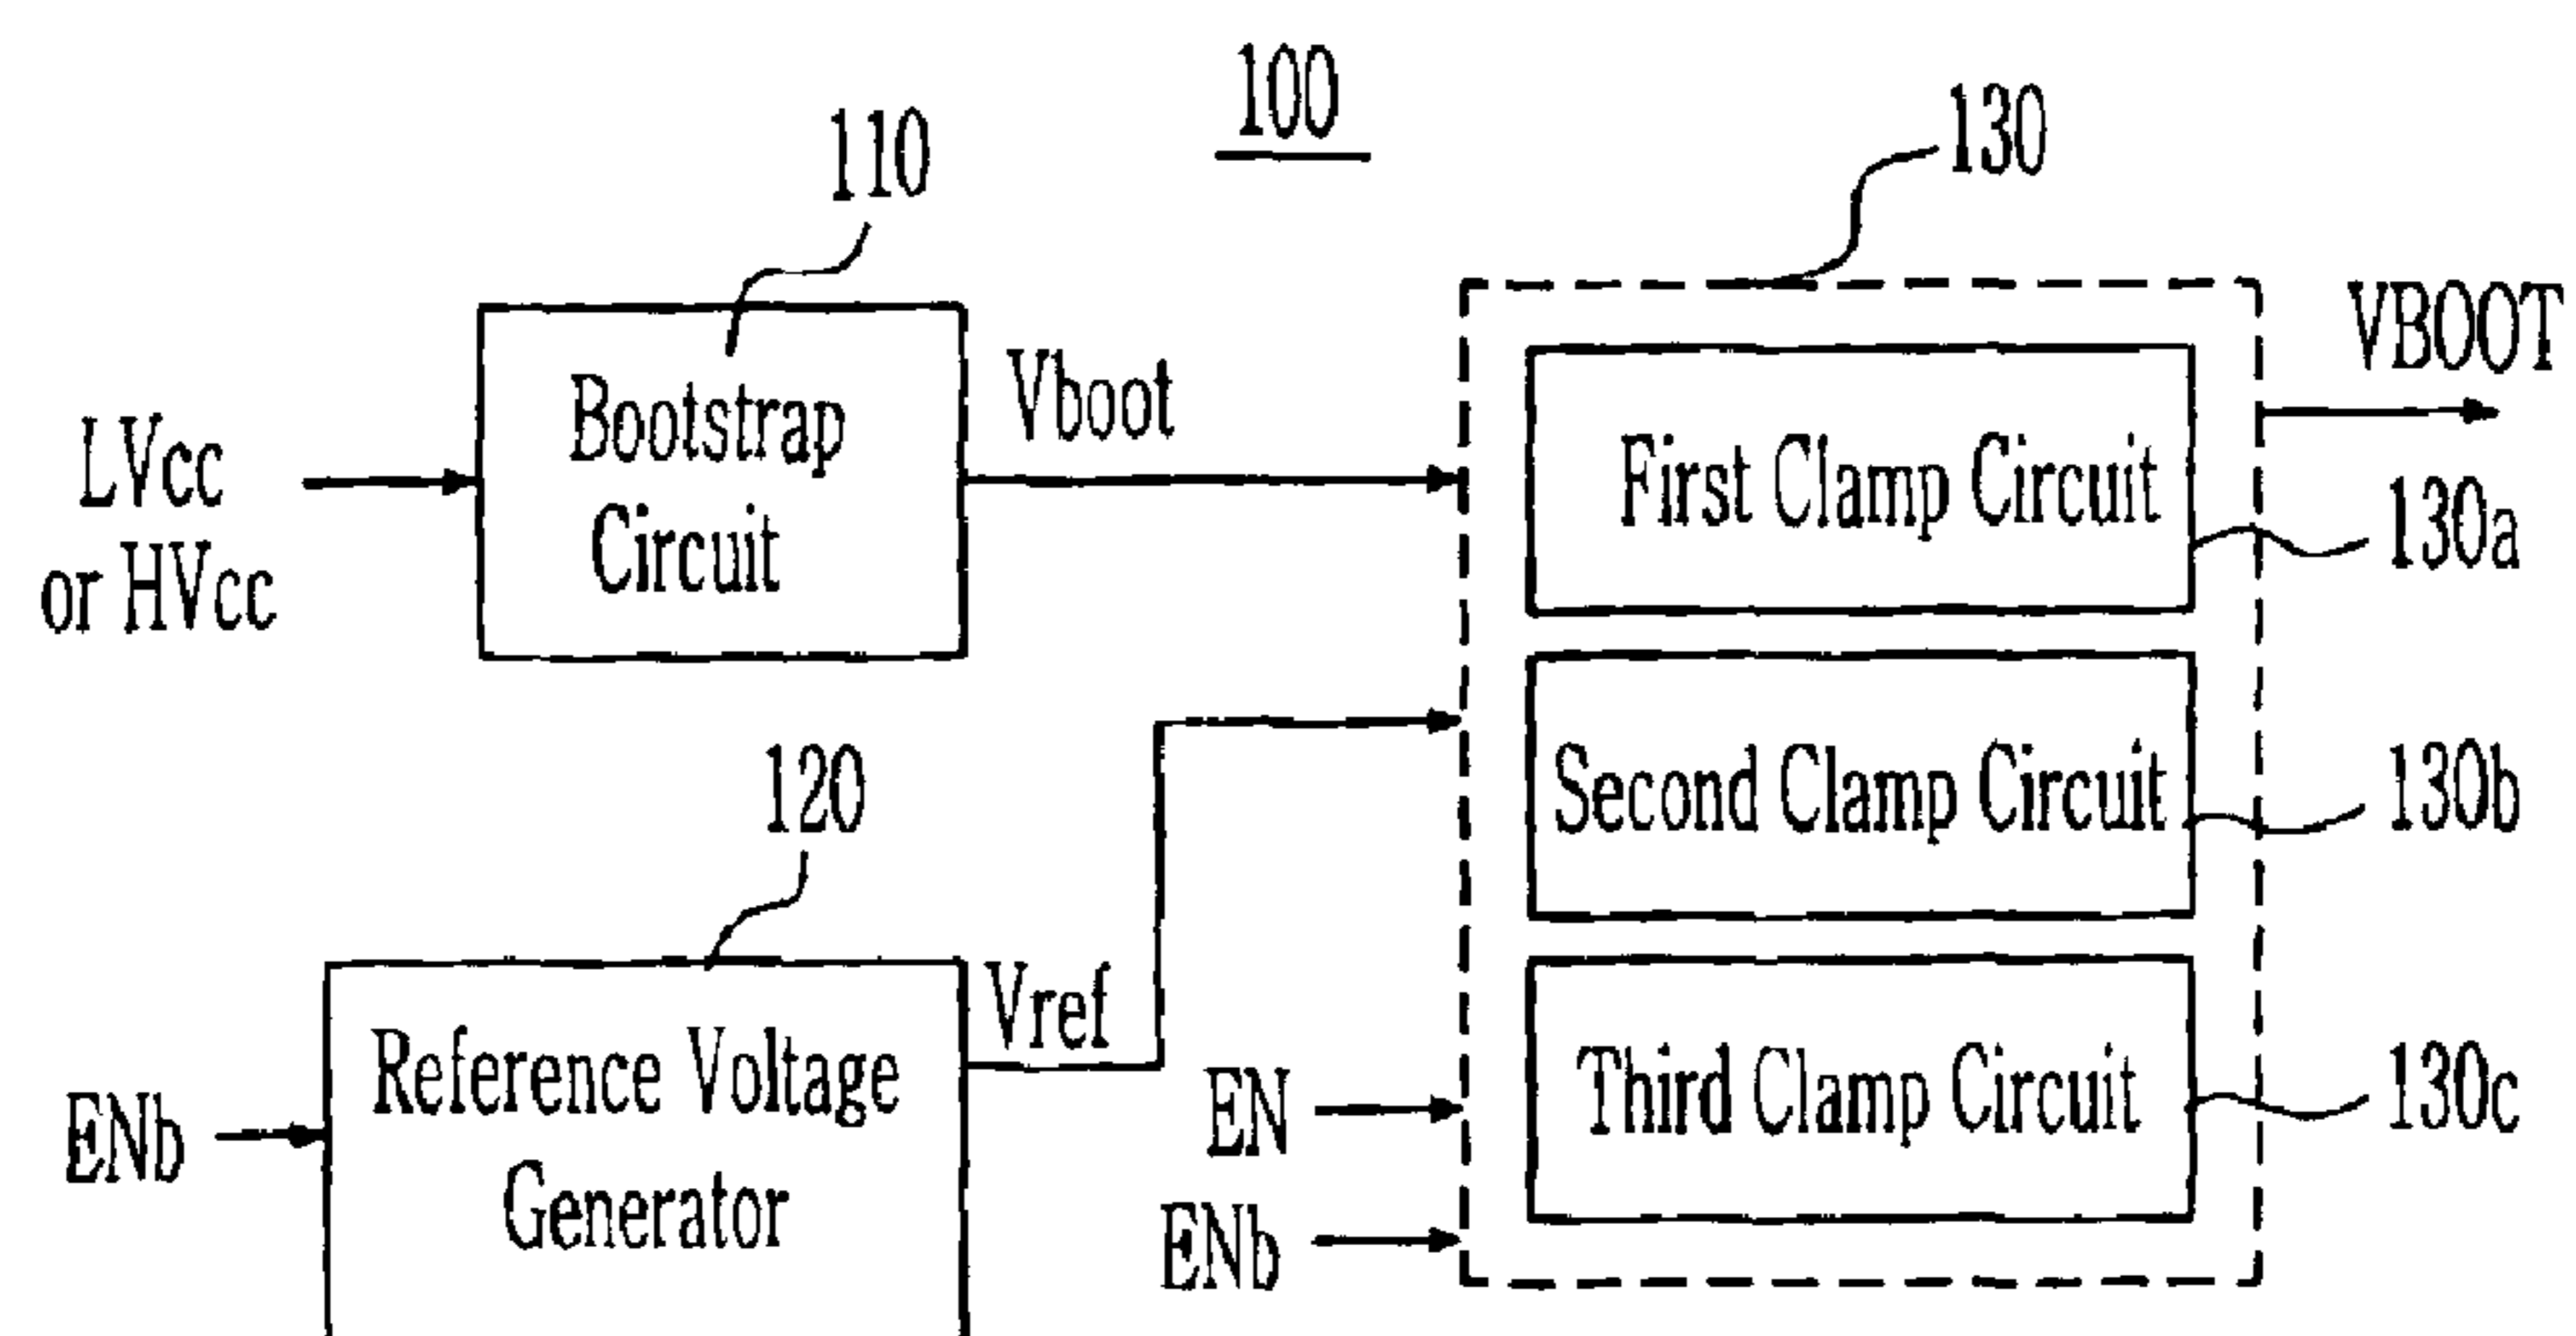 100
110
130
VBOOT
Bootstrap
Circuit
Vboot
LVcc
or HVcc
First Clamp Circuit
130a
Second Clamp Circuit
130b
120
Vref
Reference Voltage
Generator
ENb
EN
ENb
Third Clamp Circuit
130c